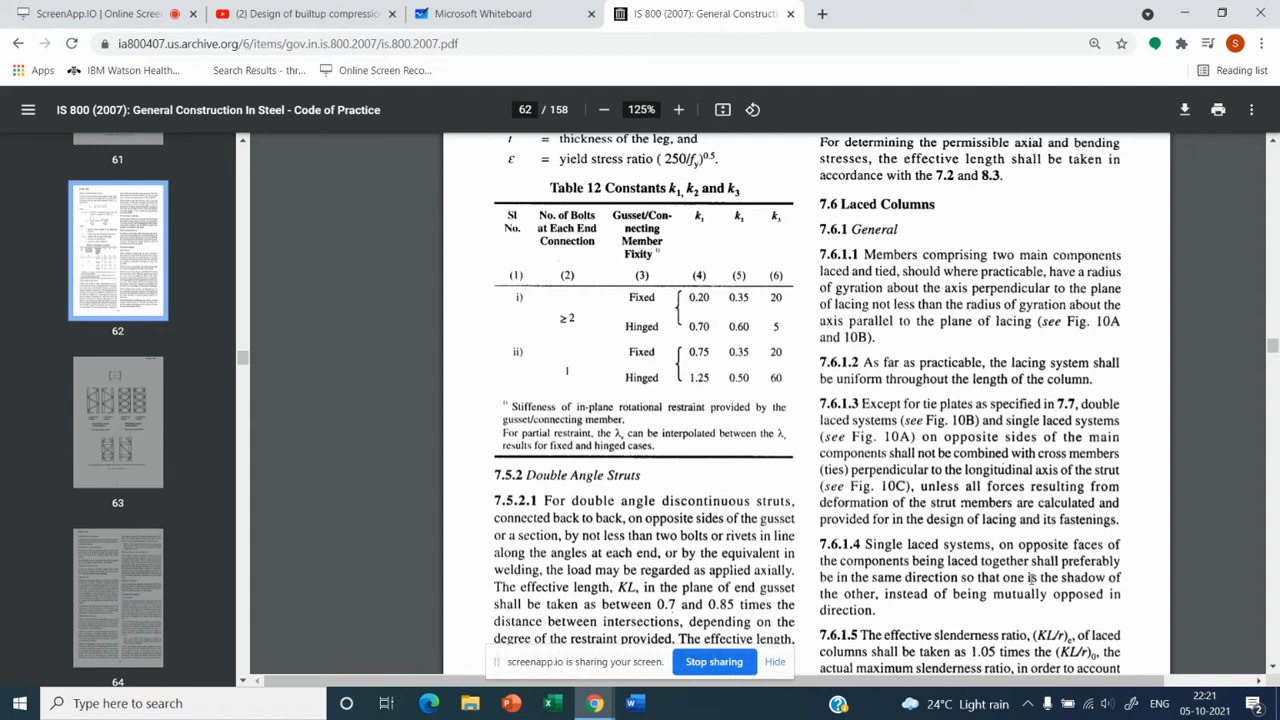 ScreenApp.io - Screen Recordi
(2) Design of builtup compression
Microsoft Whiteboard
IS 800 (2007): General Constructi
ia800407.us.archive.org/6/items/gov.in.is.800.2007/is.800.2007.pdf
Apps
IBM Watson Health...
Search Results - thr...
Online Screen Reco...
Reading list
IS 800 (2007): General Construction In Steel - Code of Practice
62 / 158
125%
61
62
63
64
t = thickness of the leg, and
ε = yield stress ratio ( 250/fy)0.5.
Table 12 Constants k1, k2 and k3
Sl No. No. of Bolts at Each End Connection Gusset/Con-necting Member Fixity1) k1 k2 k3
(1) (2) (3) (4) (5) (6)
i) ≥ 2 Fixed 0.20 0.35 20
Hinged 0.70 0.60 5
ii) 1 Fixed 0.75 0.35 20
Hinged 1.25 0.50 60
1) Stiffness of in-plane rotational restraint provided by the
gusset/connecting member.
For partial restraint, the λe can be interpolated between the λe
results for fixed and hinged cases.
7.5.2 Double Angle Struts
7.5.2.1 For double angle discontinuous struts,
connected back to back, on opposite sides of the gusset
or a section, by not less than two bolts or rivets in line
along the angles at each end, or by the equivalent in
welding, the load may be regarded as applied axially.
The effective length, KL, in the plane of end gusset
shall be taken as between 0.7 and 0.85 times the
distance between intersections, depending on the
degree of the restraint provided. The effective length,
For determining the permissible axial and bending
stresses, the effective length shall be taken in
accordance with the 7.2 and 8.3.
7.6 Laced Columns
7.6.1 General
7.6.1.1 Members comprising two main components
laced and tied, should where practicable, have a radius
of gyration about the axis perpendicular to the plane
of lacing not less than the radius of gyration about the
axis parallel to the plane of lacing (see Fig. 10A
and 10B).
7.6.1.2 As far as practicable, the lacing system shall
be uniform throughout the length of the column.
7.6.1.3 Except for tie plates as specified in 7.7, double
laced systems (see Fig. 10B) and single laced systems
(see Fig. 10A) on opposite sides of the main
components shall not be combined with cross members
(ties) perpendicular to the longitudinal axis of the strut
(see Fig. 10C), unless all forces resulting from
deformation of the strut members are calculated and
provided for in the design of lacing and its fastenings.
7.6.1.4 Single laced systems, on opposite faces of
the components being laced together shall preferably
be in the same direction so that one is the shadow of
the other, instead of being mutually opposed in
direction.
7.6.1.5 The effective slenderness ratio, (KL/r)e, of laced
columns shall be taken as 1.05 times the (KL/r)0, the
actual maximum slenderness ratio, in order to account
screenapp.io is sharing your screen.
Stop sharing
Hide
Type here to search
24°C Light rain
ENG
22:21
05-10-2021
2